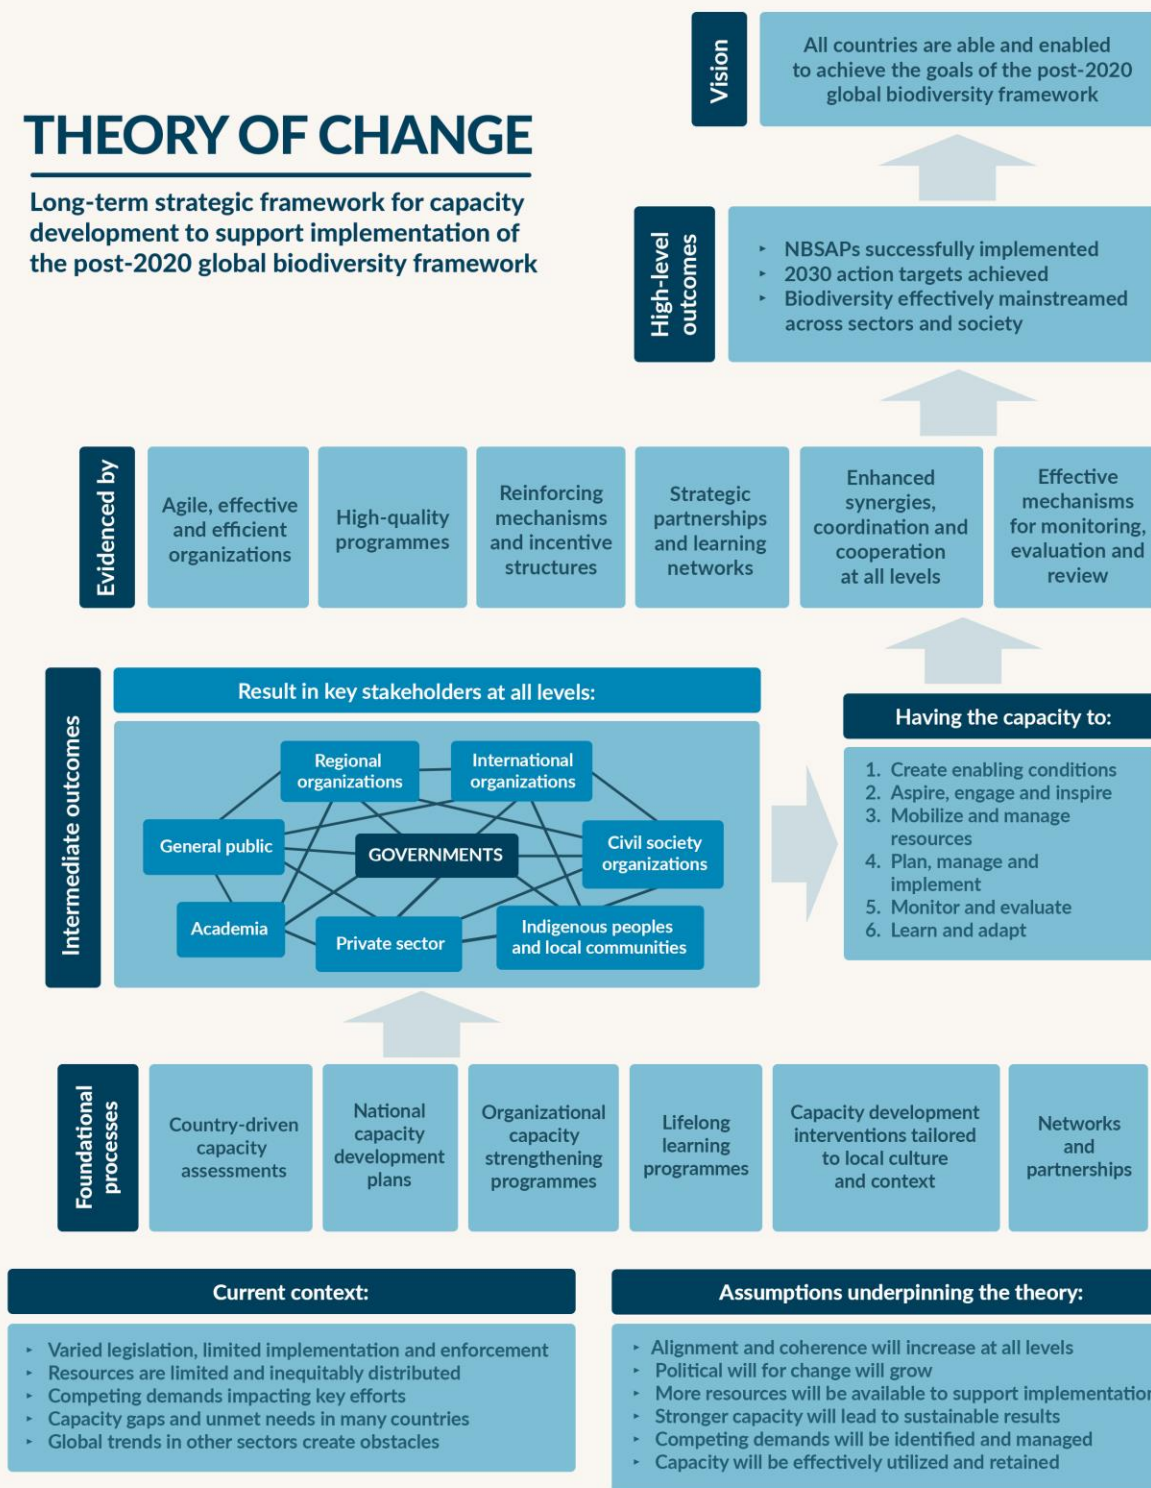 THEORY OF CHANGE
Long-term strategic framework for capacity
development to support implementation of
the post-2020 global biodiversity framework
Vision
All countries are able and enabled
to achieve the goals of the post-2020
global biodiversity framework
High-level
outcomes
‣ NBSAPs successfully implemented
‣ 2030 action targets achieved
‣ Biodiversity effectively mainstreamed
across sectors and society
Evidenced by
Agile, effective
and efficient
organizations
High-quality
programmes
Reinforcing
mechanisms
and incentive
structures
Strategic
partnerships
and learning
networks
Enhanced
synergies,
coordination and
cooperation
at all levels
Effective
mechanisms
for monitoring,
evaluation and
review
Intermediate outcomes
Result in key stakeholders at all levels:
Regional
organizations
International
organizations
General public
GOVERNMENTS
Civil society
organizations
Academia
Private sector
Indigenous peoples
and local communities
Having the capacity to:
1. Create enabling conditions
2. Aspire, engage and inspire
3. Mobilize and manage
resources
4. Plan, manage and
implement
5. Monitor and evaluate
6. Learn and adapt
Foundational
processes
Country-driven
capacity
assessments
National
capacity
development
plans
Organizational
capacity
strengthening
programmes
Lifelong
learning
programmes
Capacity development
interventions tailored
to local culture
and context
Networks
and
partnerships
Current context:
‣ Varied legislation, limited implementation and enforcement
‣ Resources are limited and inequitably distributed
‣ Competing demands impacting key efforts
‣ Capacity gaps and unmet needs in many countries
‣ Global trends in other sectors create obstacles
Assumptions underpinning the theory:
‣ Alignment and coherence will increase at all levels
‣ Political will for change will grow
‣ More resources will be available to support implementation
‣ Stronger capacity will lead to sustainable results
‣ Competing demands will be identified and managed
‣ Capacity will be effectively utilized and retained